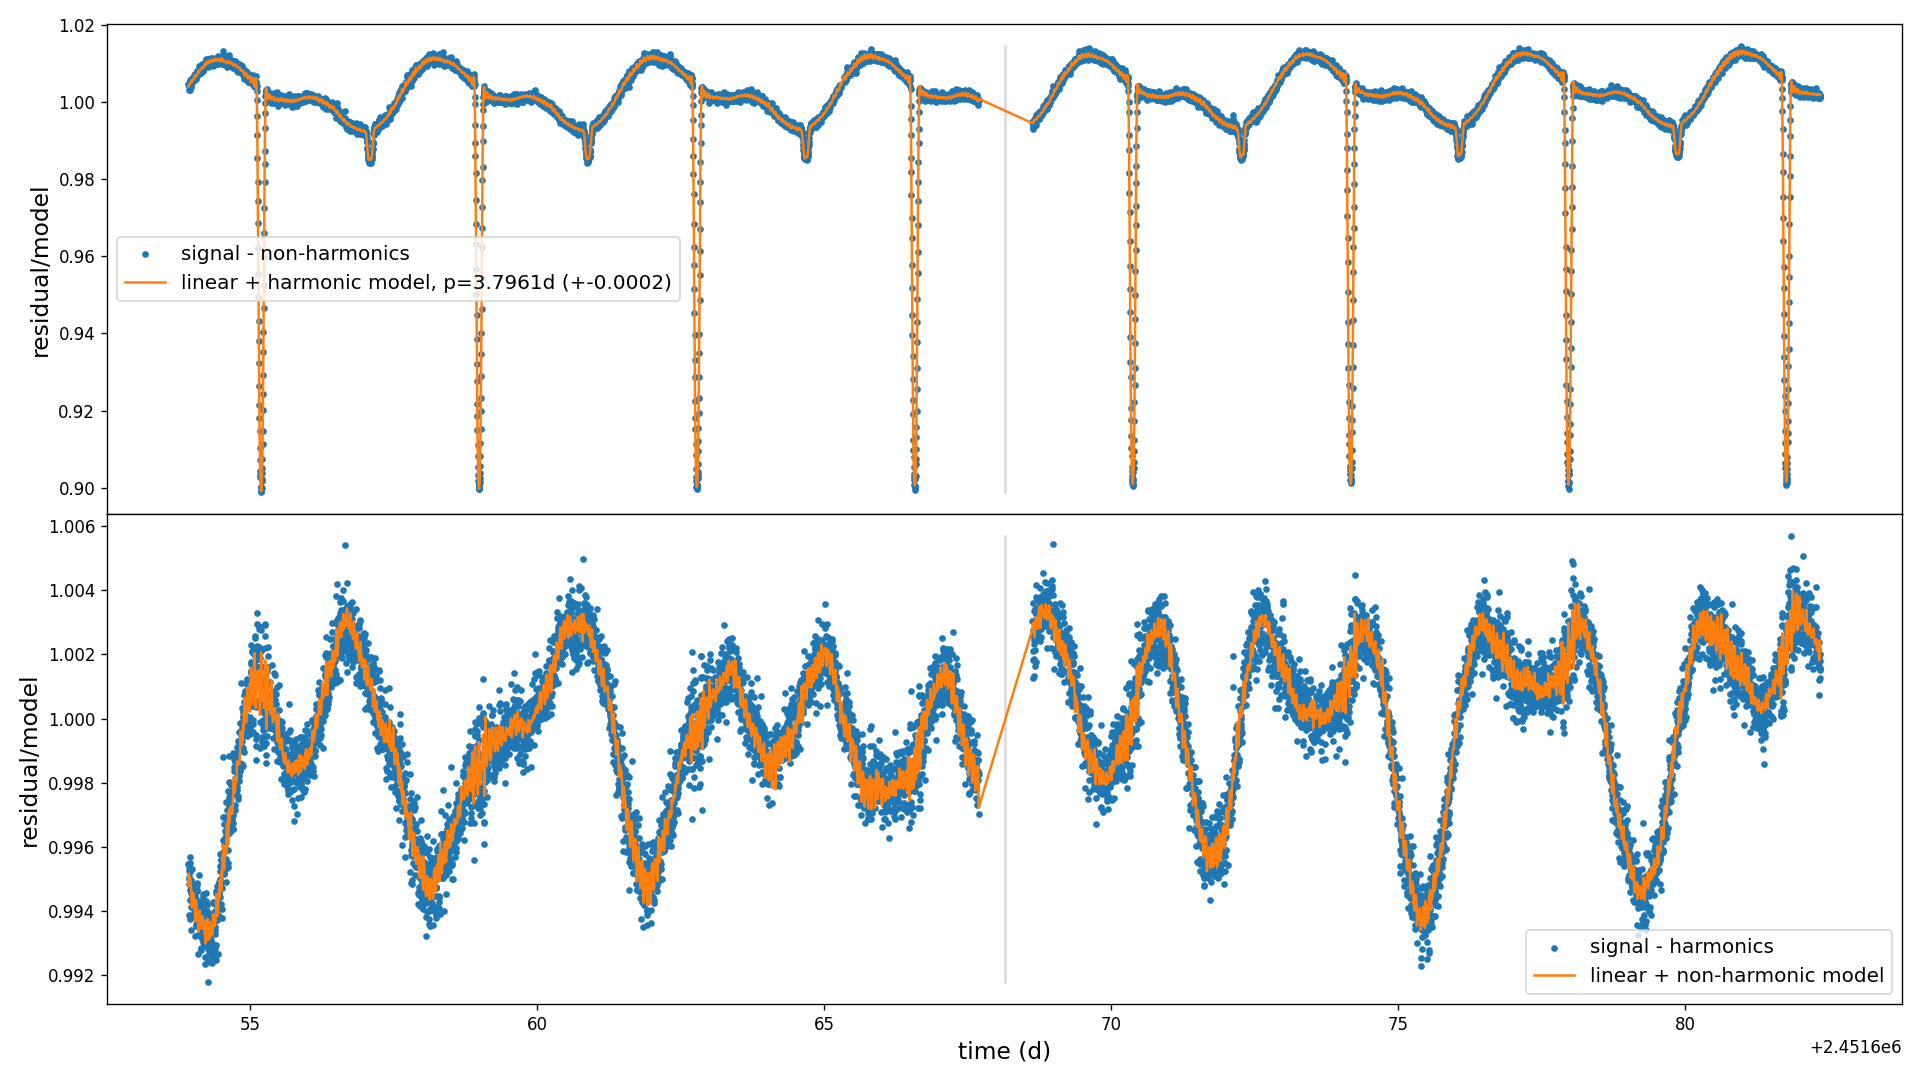 1.02
1.00
0.98
0.96
0.94
0.92
0.90
residual/model
signal - non-harmonics
linear + harmonic model, p=3.7961d (+-0.0002)
1.006
1.004
1.002
1.000
0.998
0.996
0.994
0.992
residual/model
signal - harmonics
linear + non-harmonic model
55 60 65 70 75 80
time (d)
+2.4516e6